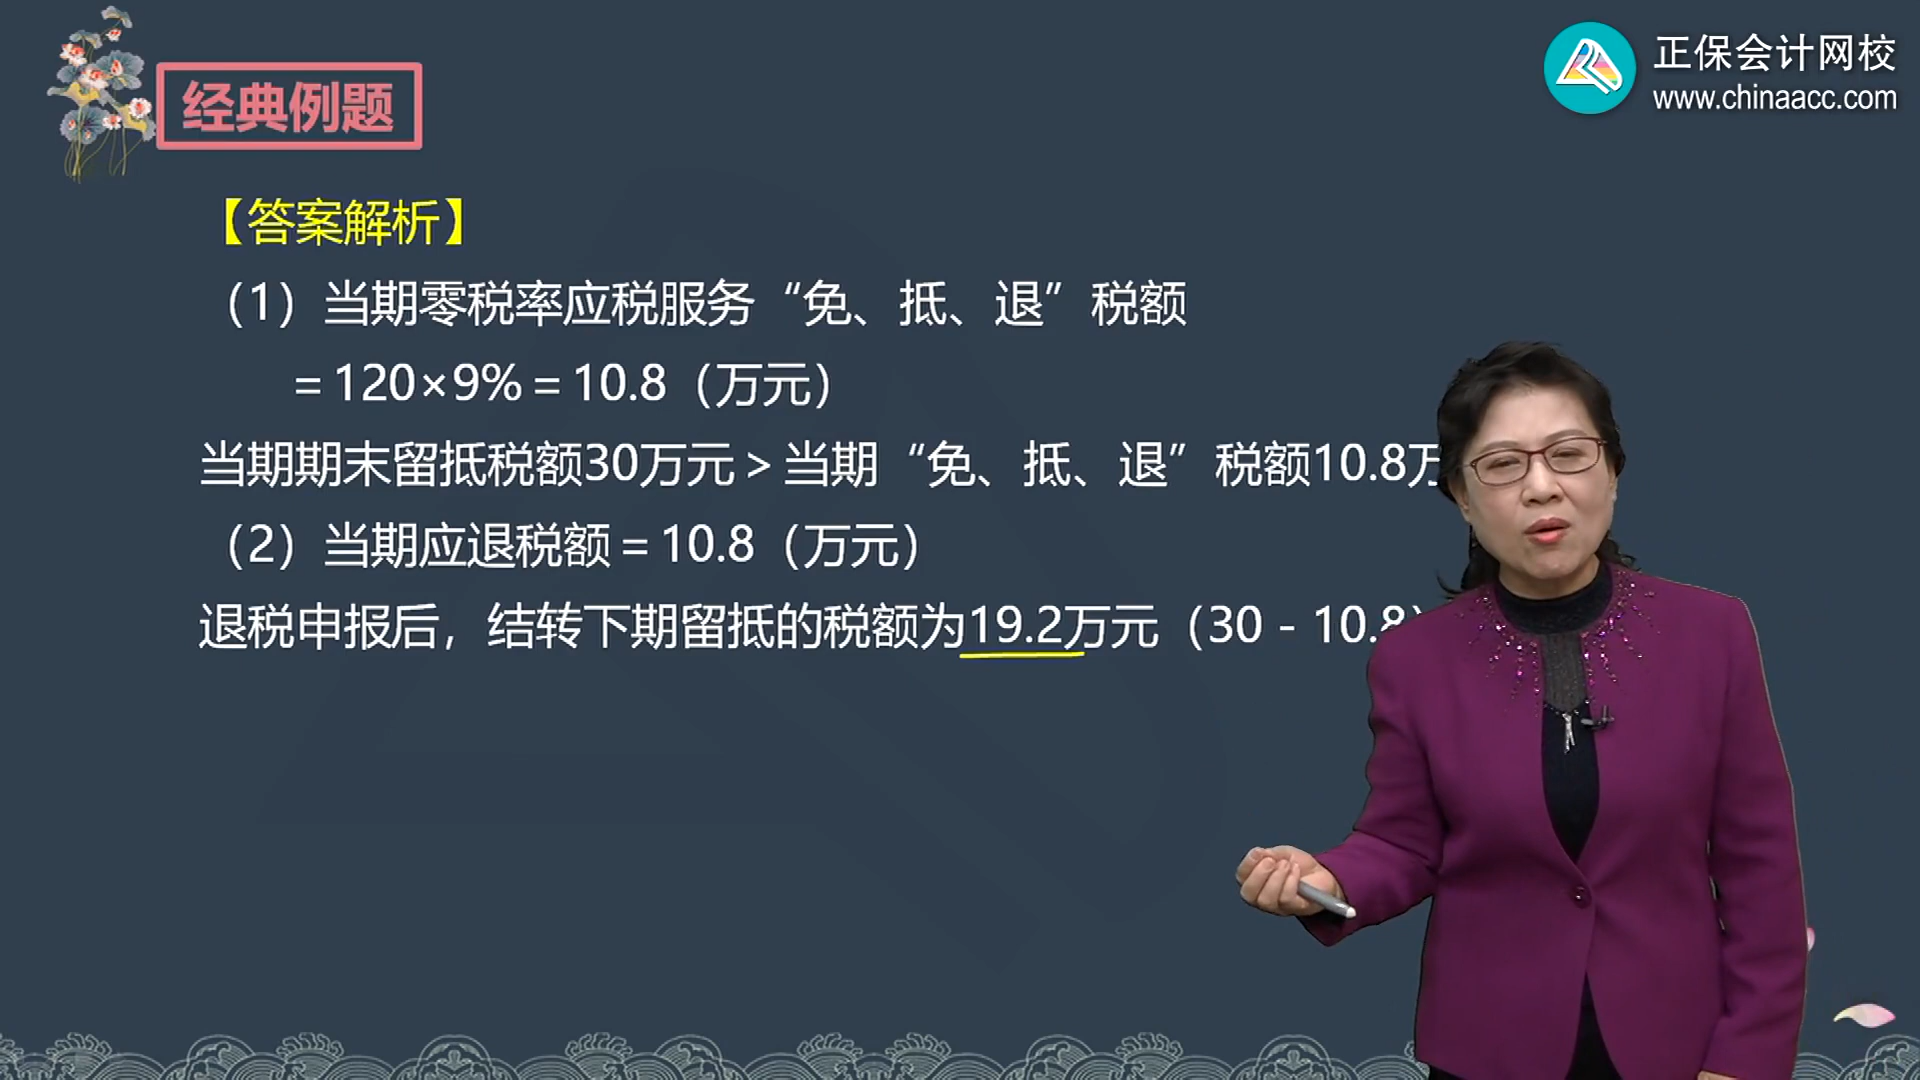 经典例题
正保会计网校
www.chinaacc.com
【答案解析】
（1）当期零税率应税服务“免、抵、退”税额
＝120×9%＝10.8（万元）
当期期末留抵税额30万元＞当期“免、抵、退”税额10.8万
（2）当期应退税额＝10.8（万元）
退税申报后，结转下期留抵的税额为19.2万元（30－10.8）